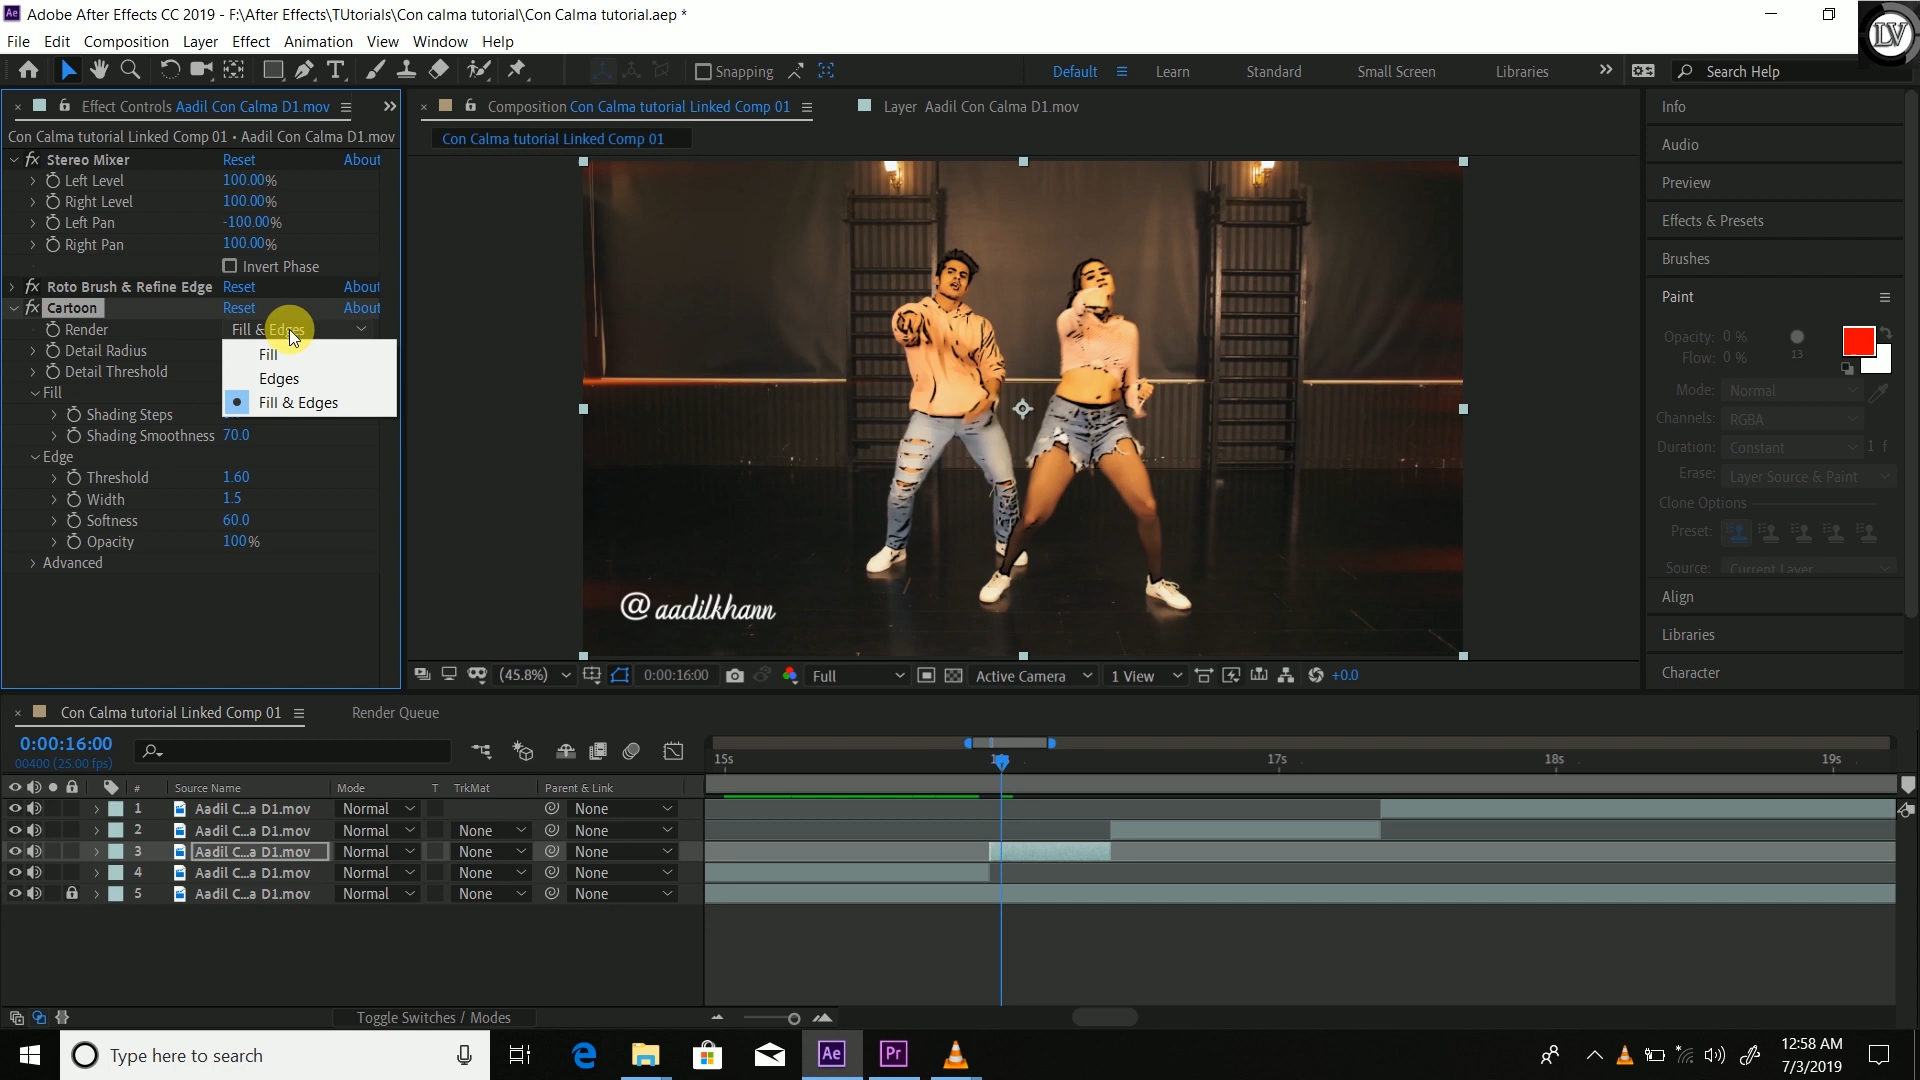 Adobe After Effects CC 2019 - F:\After Effects\TUtorials\Con calma tutorial\Con Calma tutorial.aep *
LV
File Edit Composition Layer Effect Animation View Window Help
Snapping Default Learn Standard Small Screen Libraries Search Help
Effect Controls Aadil Con Calma D1.mov
Composition Con Calma tutorial Linked Comp 01
Layer Aadil Con Calma D1.mov
Con Calma tutorial Linked Comp 01 • Aadil Con Calma D1.mov
Con Calma tutorial Linked Comp 01
fx Stereo Mixer Reset About
Left Level 100.00%
Right Level 100.00%
Left Pan -100.00%
Right Pan 100.00%
Invert Phase
fx Roto Brush & Refine Edge Reset About
fx Cartoon Reset About
Render Fill & Edges
Detail Radius
Detail Threshold
Fill
Edges
Fill & Edges
Fill
Shading Steps
Shading Smoothness 70.0
Edge
Threshold 1.60
Width 1.5
Softness 60.0
Opacity 100%
Advanced
@aadilkhann
(45.8%) 0:00:16:00 Full Active Camera 1 View +0.0
Info
Audio
Preview
Effects & Presets
Brushes
Paint
Opacity: 0 %
Flow: 0 %
13
Mode: Normal
Channels: RGBA
Duration: Constant 1 f
Erase: Layer Source & Paint
Clone Options
Preset:
Source: Current Layer
Align
Libraries
Character
Con Calma tutorial Linked Comp 01 Render Queue
0:00:16:00
00400 (25.00 fps)
15s 17s 18s 19s
# Source Name Mode T TrkMat Parent & Link
1 Aadil C...a D1.mov Normal None
2 Aadil C...a D1.mov Normal None None
3 Aadil C...a D1.mov Normal None None
4 Aadil C...a D1.mov Normal None None
5 Aadil C...a D1.mov Normal None None
Toggle Switches / Modes
Type here to search
Ae Pr
12:58 AM
7/3/2019